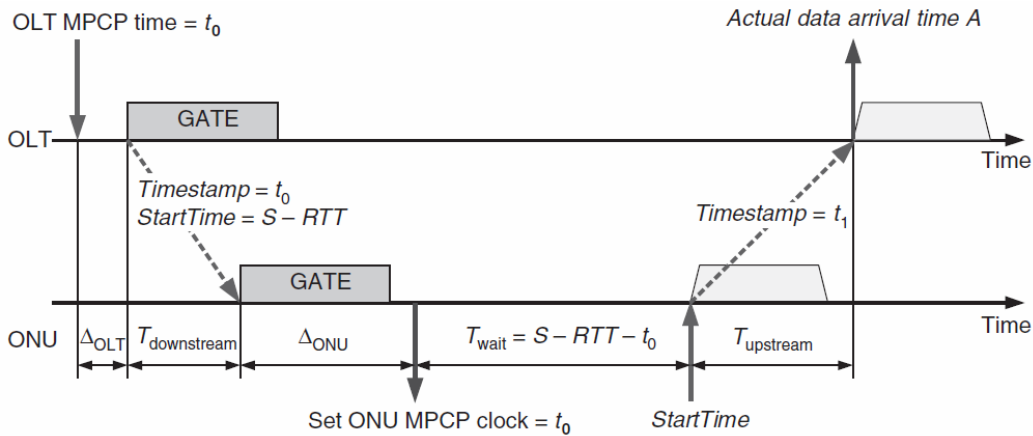 OLT MPCP time = t0
Actual data arrival time A
GATE
OLT
Time
Timestamp = t0
StartTime = S – RTT
Timestamp = t1
GATE
Time
ONU
ΔOLT
Tdownstream
ΔONU
Twait = S – RTT – t0
Tupstream
Set ONU MPCP clock = t0
StartTime